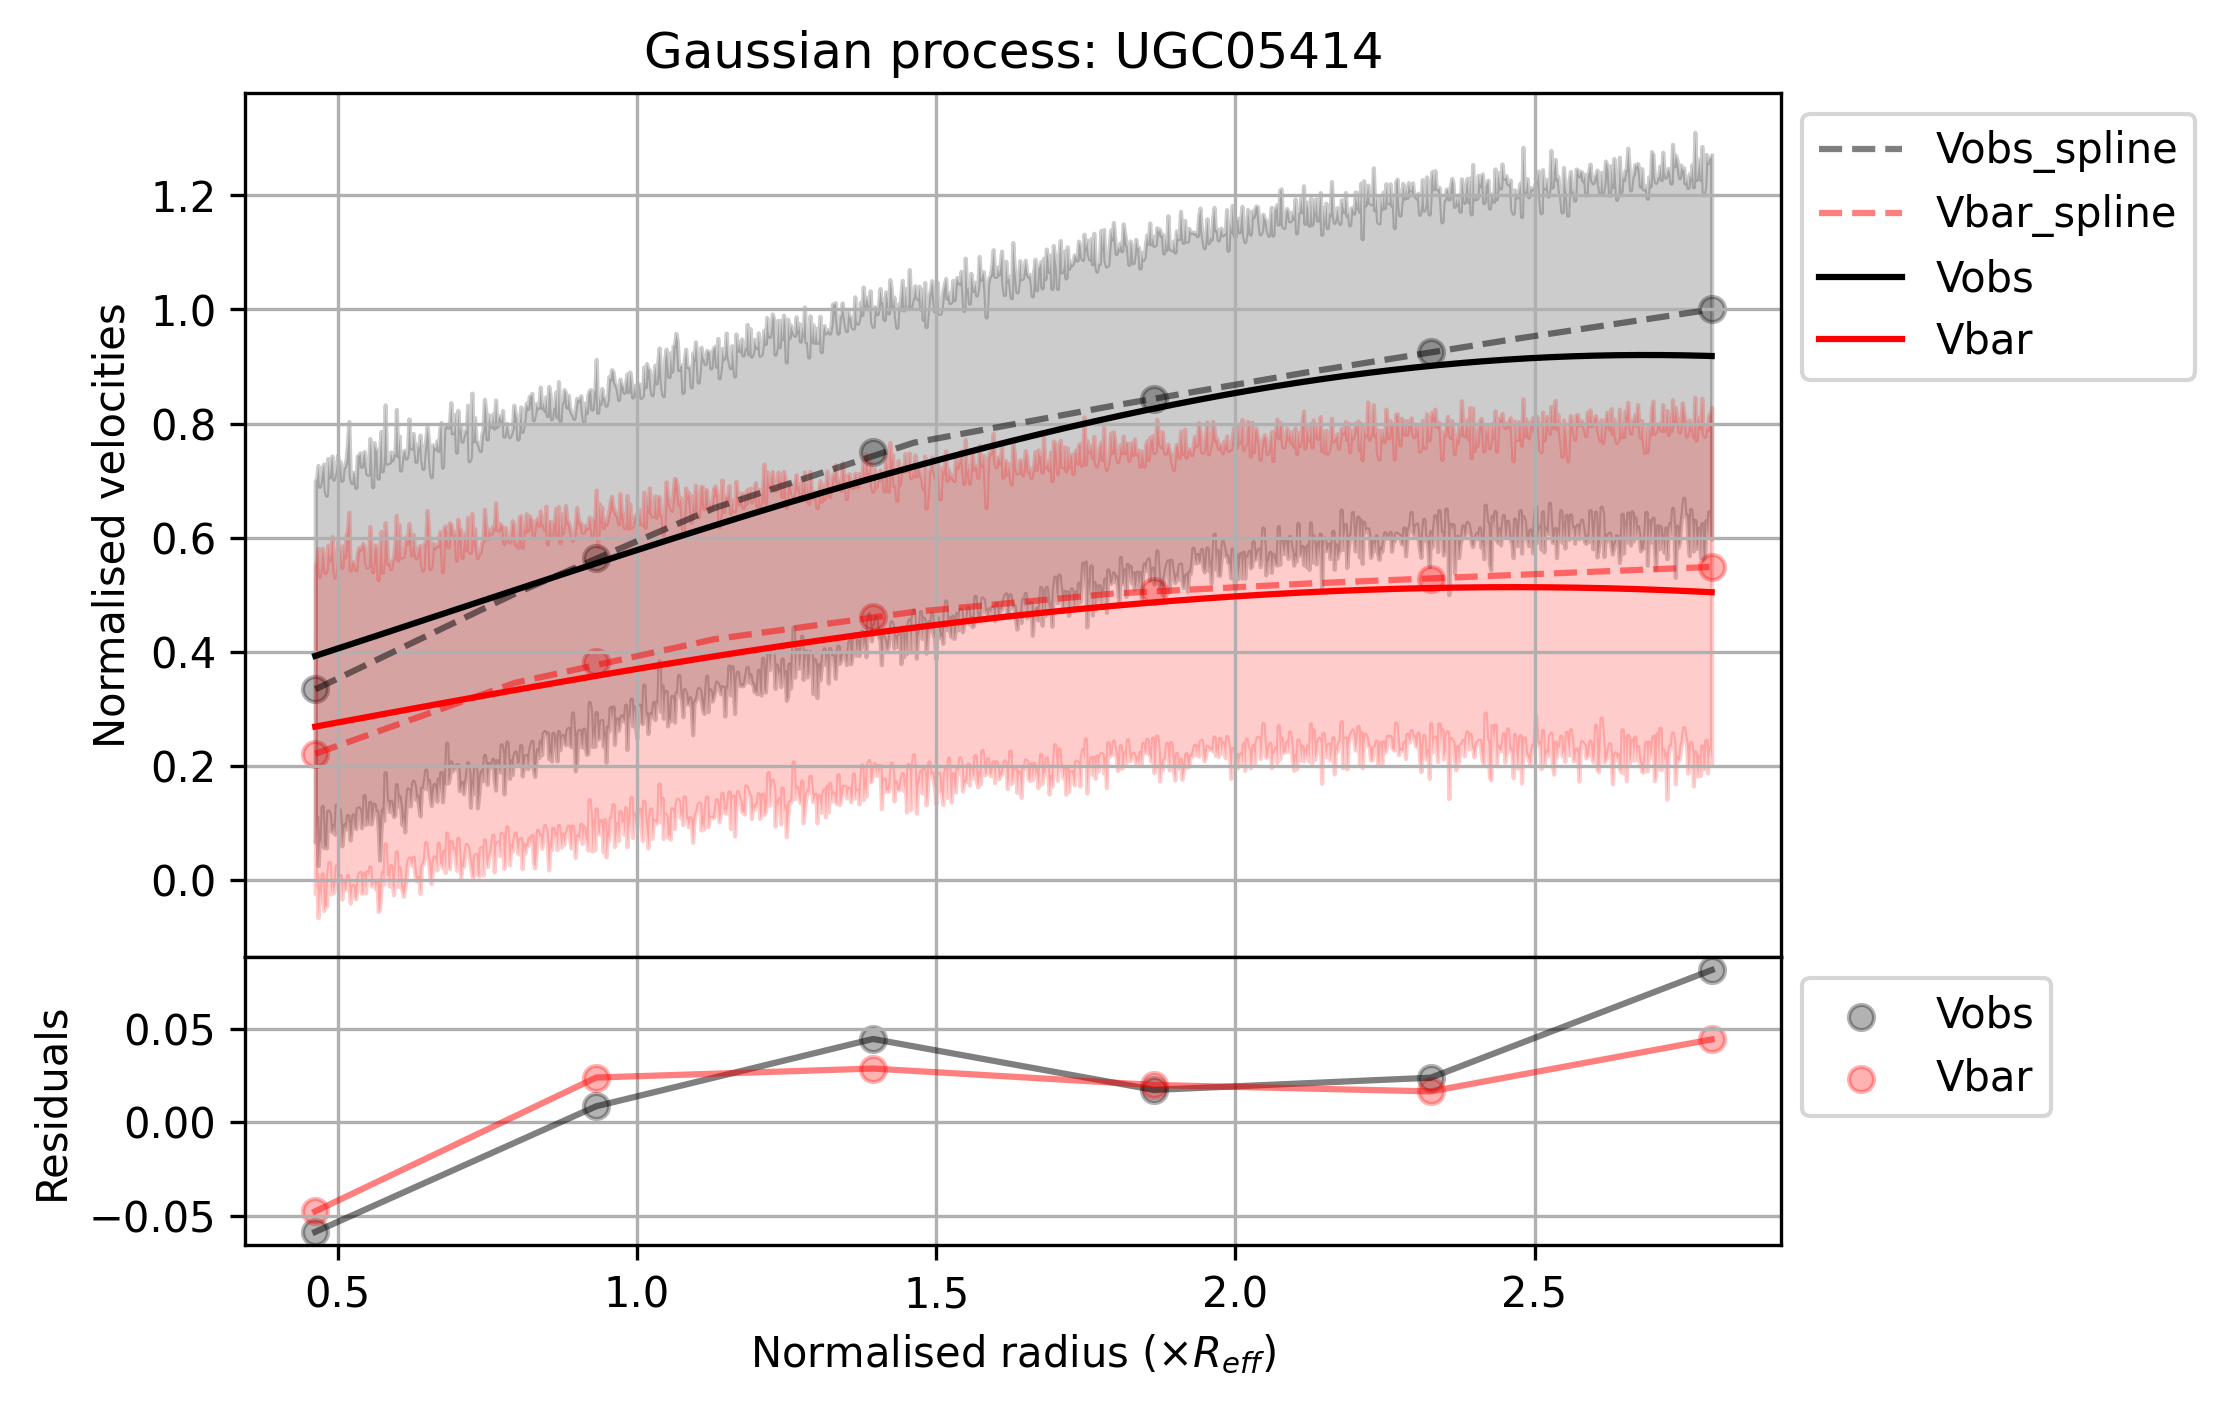 Gaussian process: UGC05414
Normalised velocities
1.2
1.0
0.8
0.6
0.4
0.2
0.0
Vobs_spline
Vbar_spline
Vobs
Vbar
Residuals
0.05
0.00
−0.05
Vobs
Vbar
0.5 1.0 1.5 2.0 2.5
Normalised radius (×R_eff)